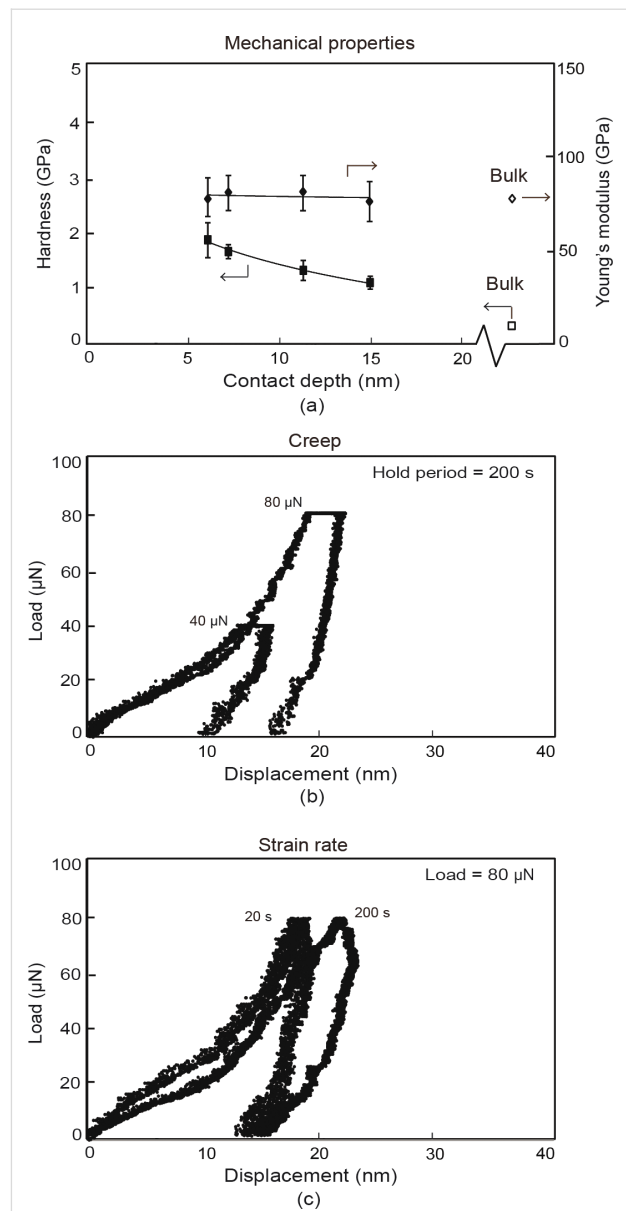 Mechanical properties
5
4
3
2
1
0
Hardness (GPa)
150
100
50
0
Young's modulus (GPa)
Bulk
Bulk
0 5 10 15 20
Contact depth (nm)
(a)
Creep
100
80
60
40
20
0
Load (μN)
Hold period = 200 s
80 μN
40 μN
0 10 20 30 40
Displacement (nm)
(b)
Strain rate
100
80
60
40
20
0
Load (μN)
Load = 80 μN
20 s
200 s
0 10 20 30 40
Displacement (nm)
(c)